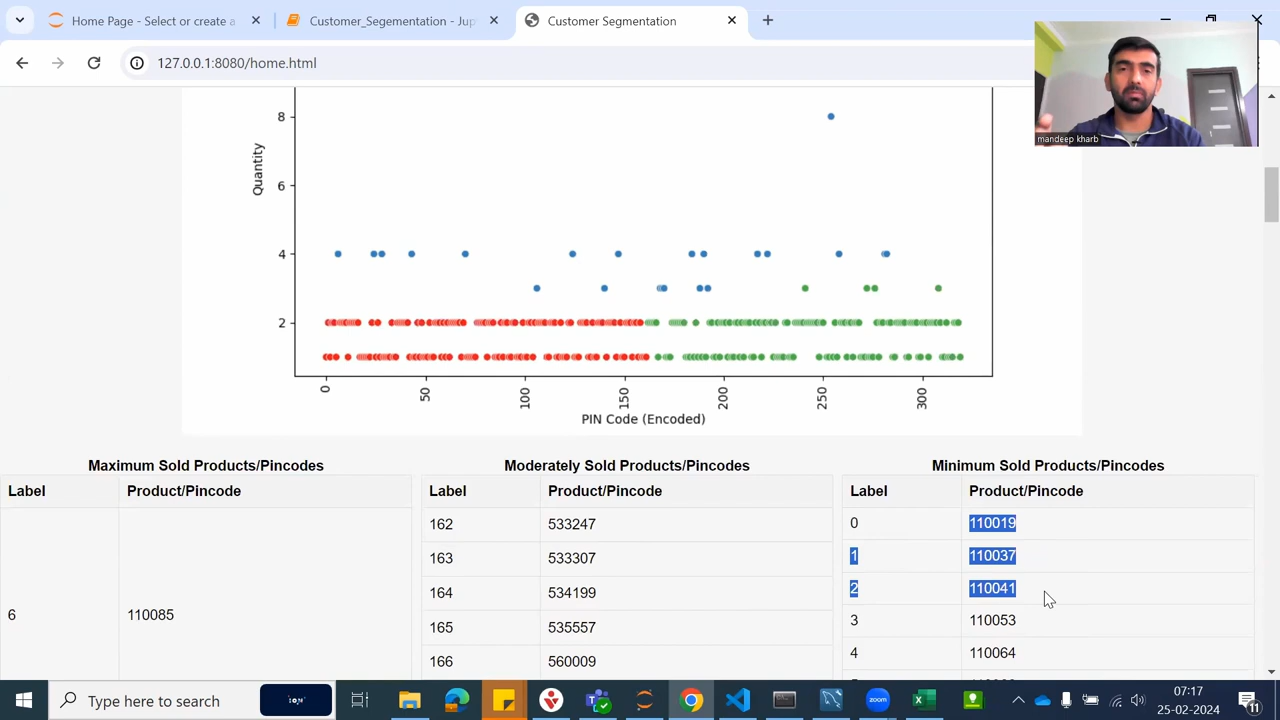 Home Page - Select or create a
Customer_Segementation - Jup
Customer Segmentation
127.0.0.1:8080/home.html
mandeep kharb
8
6
4
2
Quantity
0
50
100
150
200
250
300
PIN Code (Encoded)
Maximum Sold Products/Pincodes
Moderately Sold Products/Pincodes
Minimum Sold Products/Pincodes
Label Product/Pincode Label Product/Pincode Label Product/Pincode
162 533247 0 110019
163 533307 1 110037
164 534199 2 110041
6 110085
165 535557 3 110053
166 560009 4 110064
Type here to search
zoom
07:17
25-02-2024
11